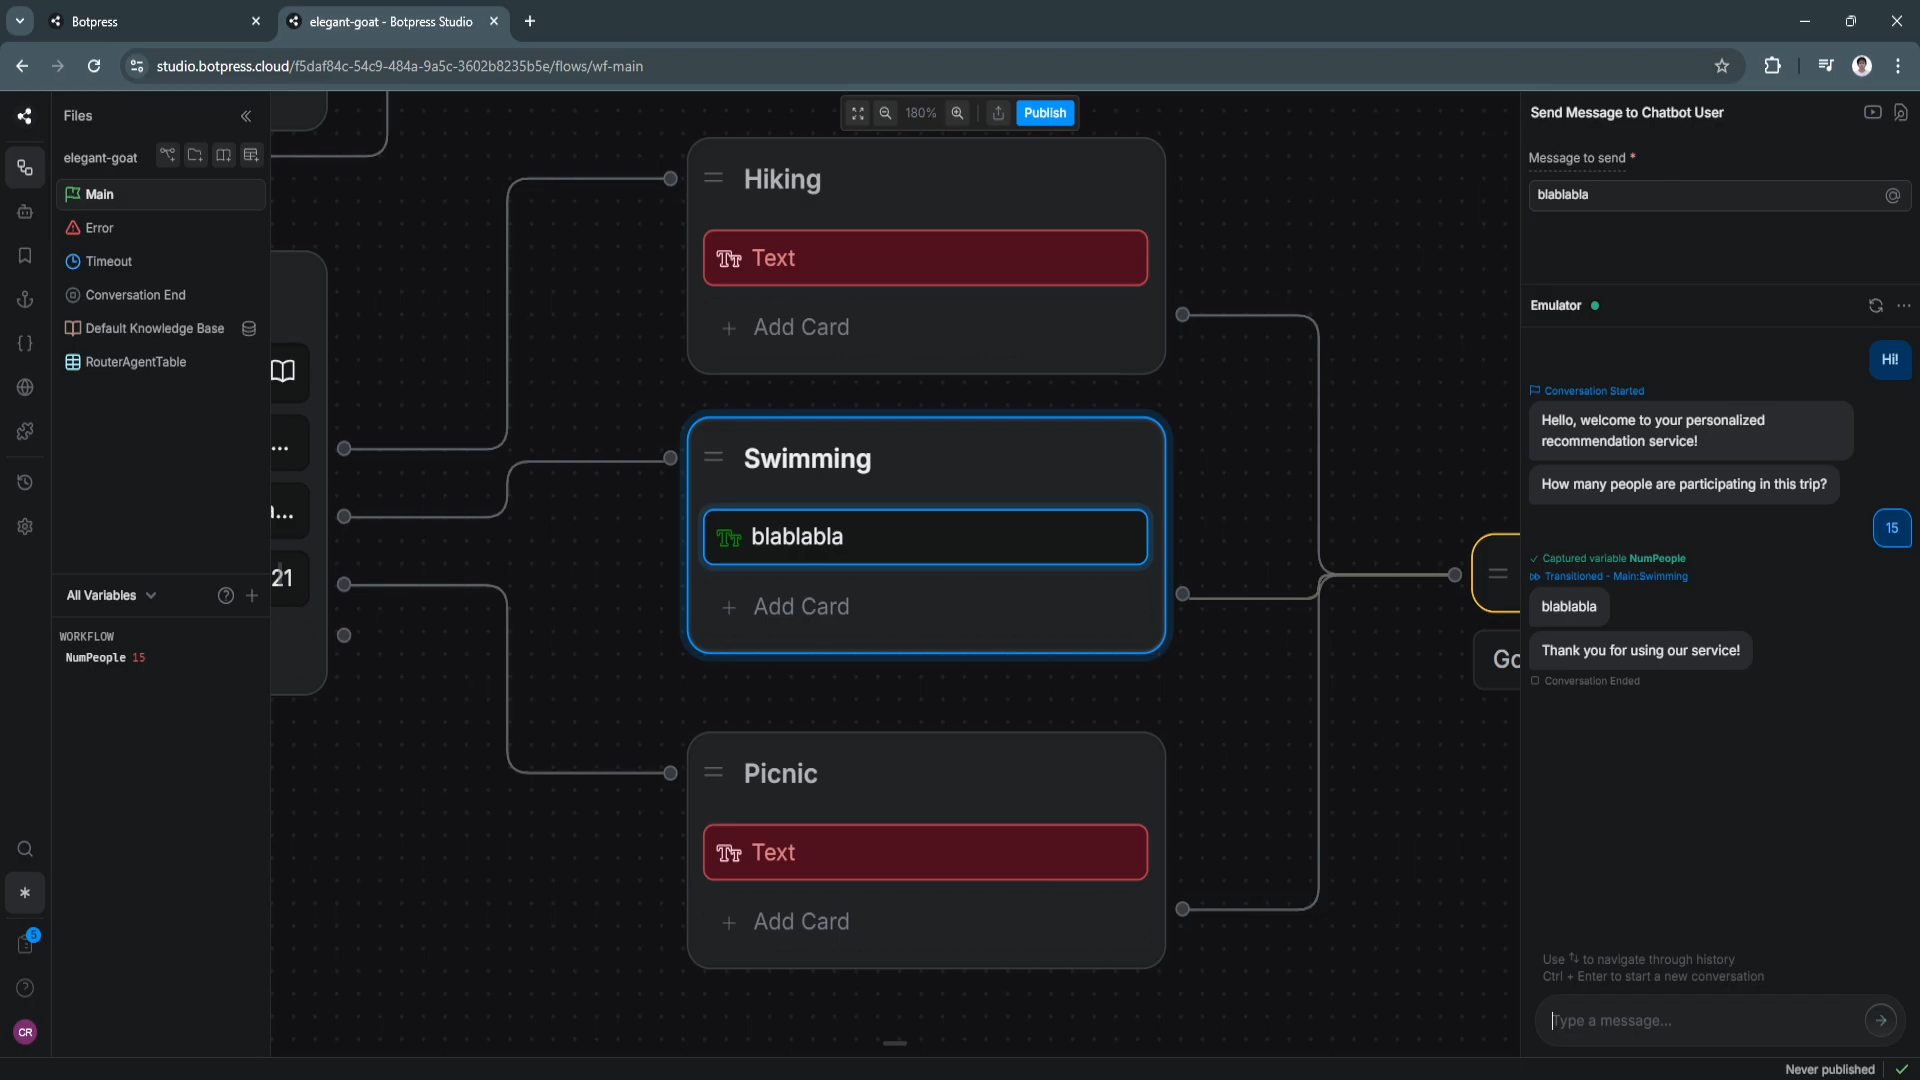 Botpress
elegant-goat - Botpress Studio
studio.botpress.cloud/f5daf84c-54c9-484a-9a5c-3602b8235b5e/flows/wf-main
Files
elegant-goat
Main
Error
Timeout
Conversation End
Default Knowledge Base
RouterAgentTable
All Variables
WORKFLOW
NumPeople 15
5
CR
180%
Publish
...
...
21
Hiking
Text
Add Card
Swimming
blablabla
Add Card
Picnic
Text
Add Card
Go
Send Message to Chatbot User
Message to send *
blablabla
@
Emulator
Hi!
Conversation Started
Hello, welcome to your personalized
recommendation service!
How many people are participating in this trip?
15
Captured variable NumPeople
Transitioned - Main:Swimming
blablabla
Thank you for using our service!
Conversation Ended
Use ↑↓ to navigate through history
Ctrl + Enter to start a new conversation
Type a message...
Never published